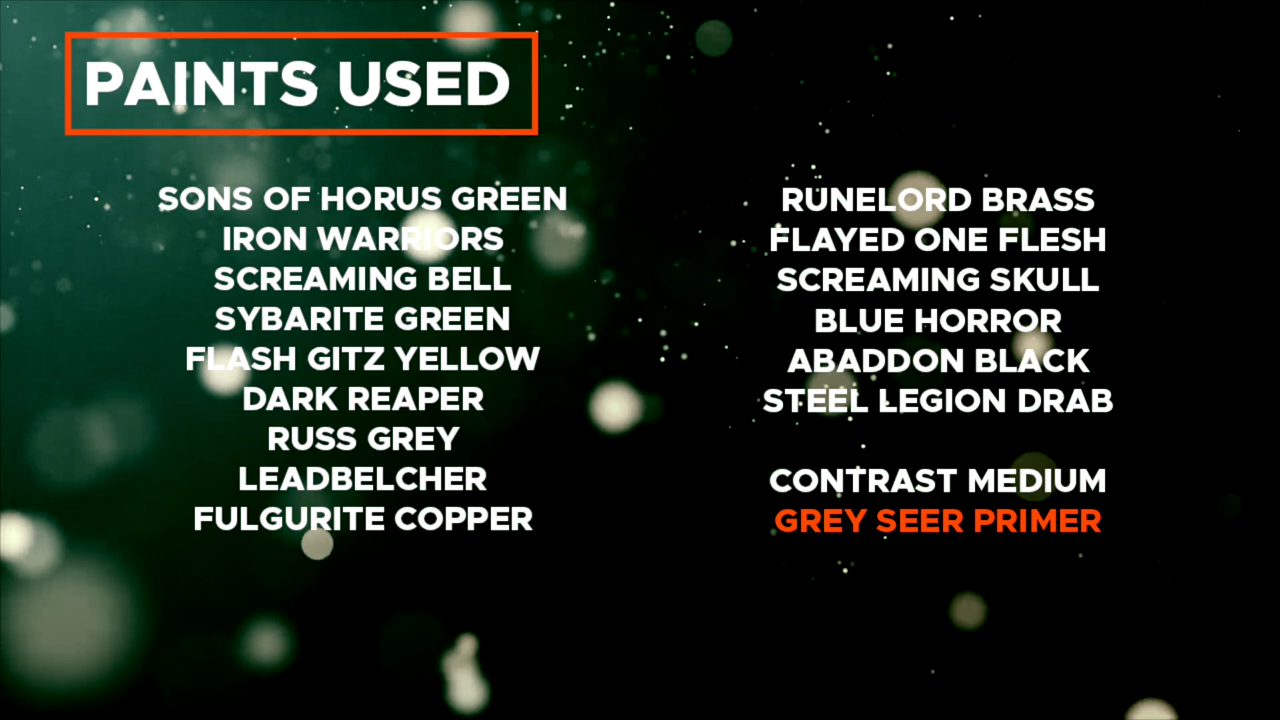 PAINTS USED
SONS OF HORUS GREEN
IRON WARRIORS
SCREAMING BELL
SYBARITE GREEN
FLASH GITZ YELLOW
DARK REAPER
RUSS GREY
LEADBELCHER
FULGURITE COPPER
RUNELORD BRASS
FLAYED ONE FLESH
SCREAMING SKULL
BLUE HORROR
ABADDON BLACK
STEEL LEGION DRAB
CONTRAST MEDIUM
GREY SEER PRIMER